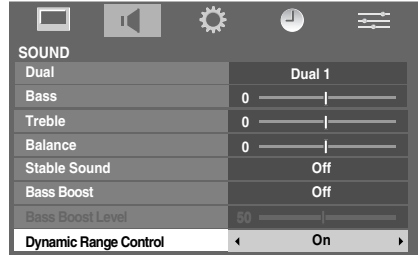 SOUND
Dual Dual 1
Bass 0
Treble 0
Balance 0
Stable Sound Off
Bass Boost Off
Bass Boost Level 50
Dynamic Range Control On